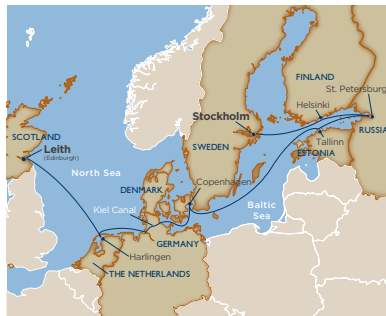 FINLAND
St. Petersburg
Helsinki
Stockholm
RUSSIA
SCOTLAND
Leith
(Edinburgh)
SWEDEN
Tallinn
ESTONIA
North Sea
DENMARK
Copenhagen
Kiel Canal
Baltic
Sea
GERMANY
Harlingen
THE NETHERLANDS